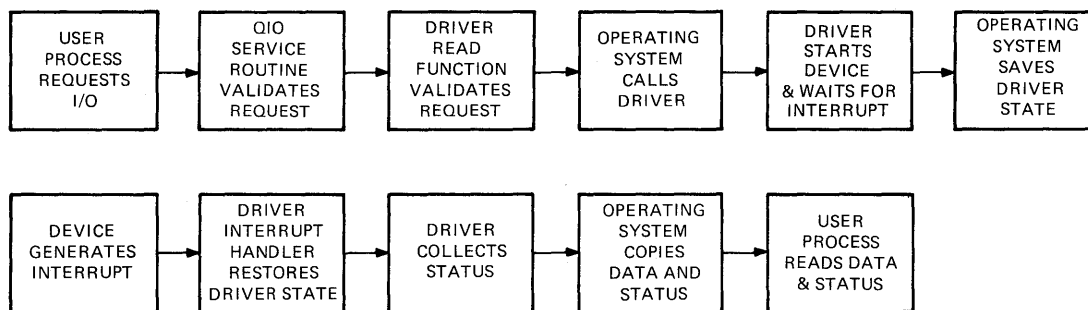 USER
PROCESS
REQUESTS
I/O
QIO
SERVICE
ROUTINE
VALIDATES
REQUEST
DRIVER
READ
FUNCTION
VALIDATES
REQUEST
OPERATING
SYSTEM
CALLS
DRIVER
DRIVER
STARTS
DEVICE
& WAITS FOR
INTERRUPT
OPERATING
SYSTEM
SAVES
DRIVER
STATE
DEVICE
GENERATES
INTERRUPT
DRIVER
INTERRUPT
HANDLER
RESTORES
DRIVER STATE
DRIVER
COLLECTS
STATUS
OPERATING
SYSTEM
COPIES
DATA AND
STATUS
USER
PROCESS
READS DATA
& STATUS